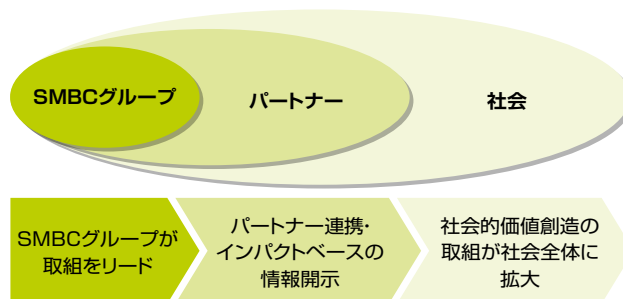 SMBCグループ
パートナー
社会
SMBCグループが
取組をリード
パートナー連携・
インパクトベースの
情報開示
社会的価値創造の
取組が社会全体に
拡大